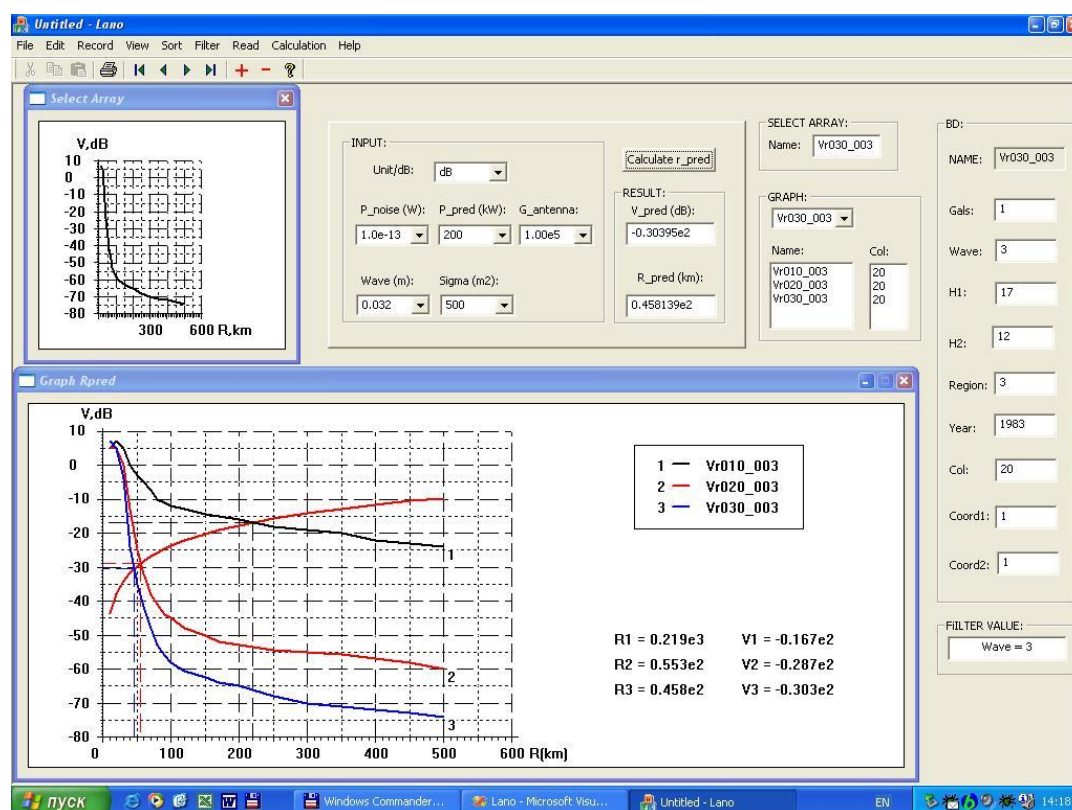 Untitled - Lano
File Edit Record View Sort Filter Read Calculation Help
Select Array
V,dB
10
0
-10
-20
-30
-40
-50
-60
-70
-80
300 600 R,km
INPUT:
Unit/dB: dB
P_noise (W): P_pred (kW): G_antenna:
1.0e-13 200 1.00e5
Wave (m): Sigma (m2):
0.032 500
Calculate r_pred
RESULT:
V_pred (dB):
-0.30395e2
R_pred (km):
0.458139e2
SELECT ARRAY:
Name: Vr030_003
GRAPH:
Vr030_003
Name: Col:
Vr010_003 20
Vr020_003 20
Vr030_003 20
BD:
NAME: Vr030_003
Gals: 1
Wave: 3
H1: 17
H2: 12
Region: 3
Year: 1983
Col: 20
Coord1: 1
Coord2: 1
FIILTER VALUE:
Wave = 3
Graph Rpred
V,dB
10
0
-10
-20
-30
-40
-50
-60
-70
-80
0 100 200 300 400 500 600 R(km)
1
2
3
1 Vr010_003
2 Vr020_003
3 Vr030_003
R1 = 0.219e3 V1 = -0.167e2
R2 = 0.553e2 V2 = -0.287e2
R3 = 0.458e2 V3 = -0.303e2
пуск Windows Commander... Lano - Microsoft Visu... Untitled - Lano EN 14:18